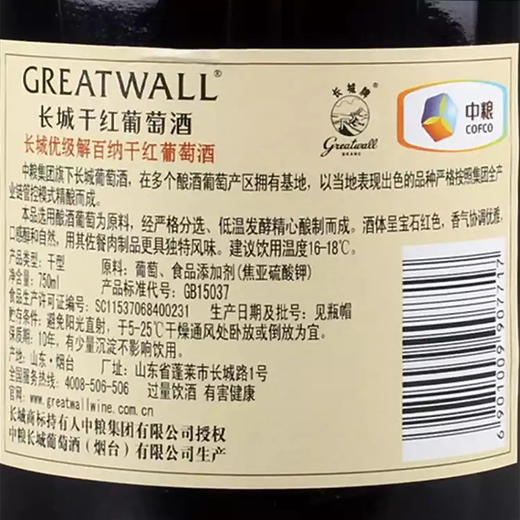 GREATWALL®
长城干红葡萄酒
长城牌
Greatwall
BRAND
中粮
COFCO
长城优级解百纳干红葡萄酒
中粮集团旗下长城葡萄酒，在多个酿酒葡萄产区拥有基地，以当地表现出色的品种严格按照集团全产
业链管控模式精酿而成。
本品选用酿酒葡萄为原料，经严格分选、低温发酵精心酿制而成。酒体呈宝石红色，香气协调优雅，
口感醇和自然，用其佐餐肉制品更具独特风味。建议饮用温度16-18℃。
产品类型：干型 原料：葡萄、食品添加剂(焦亚硫酸钾)
净含量：750ml 产品标准代号：GB15037
食品生产许可证编号：SC11537068400231 生产日期及批号：见瓶帽
贮存条件：避免阳光直射，于5-25℃干燥通风处卧放或倒放为宜。
保质期：10年，有少量沉淀不影响饮用。
产地：山东·烟台 厂址：山东省蓬莱市长城路1号
全国服务热线：4008-506-506 过量饮酒 有害健康
官网：www.greatwallwine.com.cn
长城商标持有人中粮集团有限公司授权
中粮长城葡萄酒（烟台）有限公司生产
6901009907717